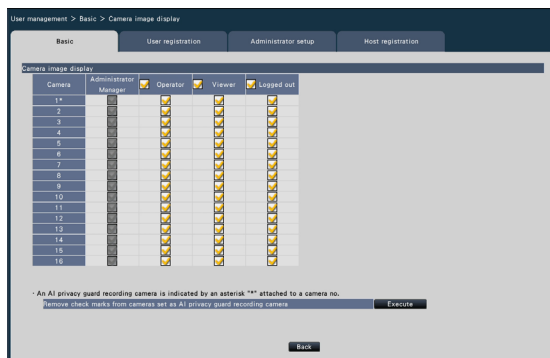 User management > Basic > Camera image display
Basic User registration Administrator setup Host registration
Camera image display
Camera Administrator Manager Operator Viewer Logged out
1*
2
3
4
5
6
7
8
9
10
11
12
13
14
15
16
· An AI privacy guard recording camera is indicated by an asterisk "*" attached to a camera no.
Remove check marks from cameras set as AI privacy guard recording camera Execute
Back